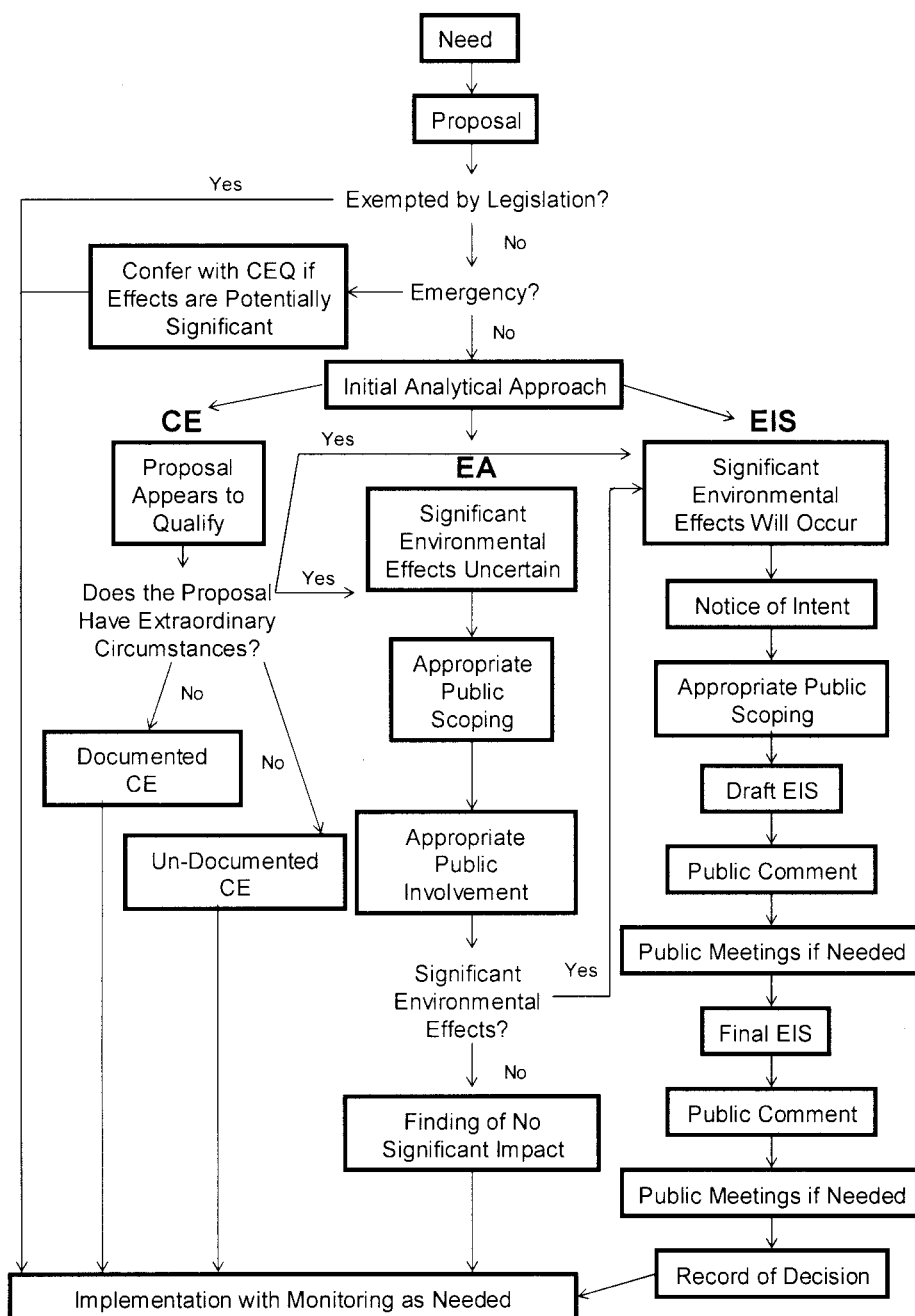 Need
Proposal
Yes
Exempted by Legislation?
No
Confer with CEQ if
Effects are Potentially
Significant
Emergency?
No
Initial Analytical Approach
CE
EIS
Yes
EA
Proposal
Appears to
Qualify
Significant
Environmental
Effects Uncertain
Significant
Environmental
Effects Will Occur
Does the Proposal
Have Extraordinary
Circumstances?
Yes
Notice of Intent
Appropriate
Public
Scoping
Appropriate Public
Scoping
No
No
Documented
CE
Draft EIS
Un-Documented
CE
Appropriate
Public
Involvement
Public Comment
Public Meetings if Needed
Significant
Environmental
Effects?
Yes
Final EIS
No
Public Comment
Finding of No
Significant Impact
Public Meetings if Needed
Record of Decision
Implementation with Monitoring as Needed